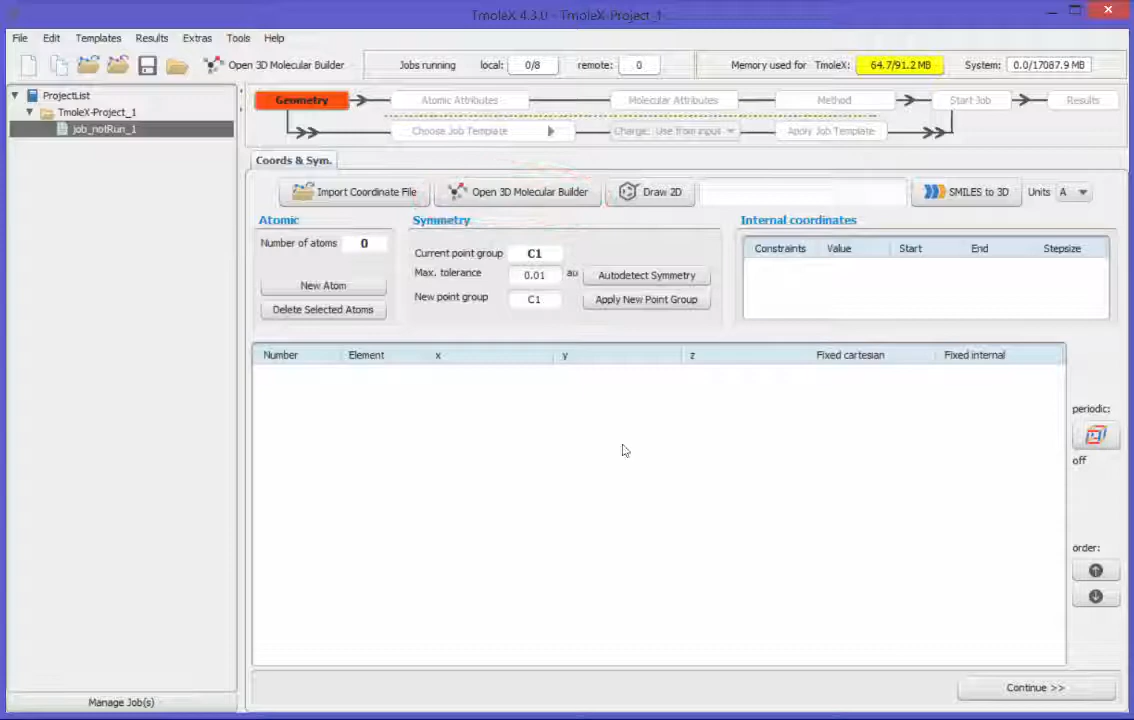 TmoleX 4.3.0 - TmoleX-Project_1
File Edit Templates Results Extras Tools Help
Open 3D Molecular Builder Jobs running local: 0/8 remote: 0 Memory used for TmoleX: 64.7/91.2 MB System: 0.0/17087.9 MB
ProjectList
TmoleX-Project_1
job_notRun_1
Manage Job(s)
Geometry Atomic Attributes Molecular Attributes Method Start Job Results
Choose Job Template Charge: Use from input Apply Job Template
Coords & Sym.
Import Coordinate File Open 3D Molecular Builder Draw 2D SMILES to 3D Units A
Atomic Symmetry Internal coordinates
Number of atoms 0
New Atom
Delete Selected Atoms
Current point group C1
Max. tolerance 0.01 au Autodetect Symmetry
New point group C1 Apply New Point Group
Constraints Value Start End Stepsize
Number Element x y z Fixed cartesian Fixed internal
periodic:
off
order:
Continue >>